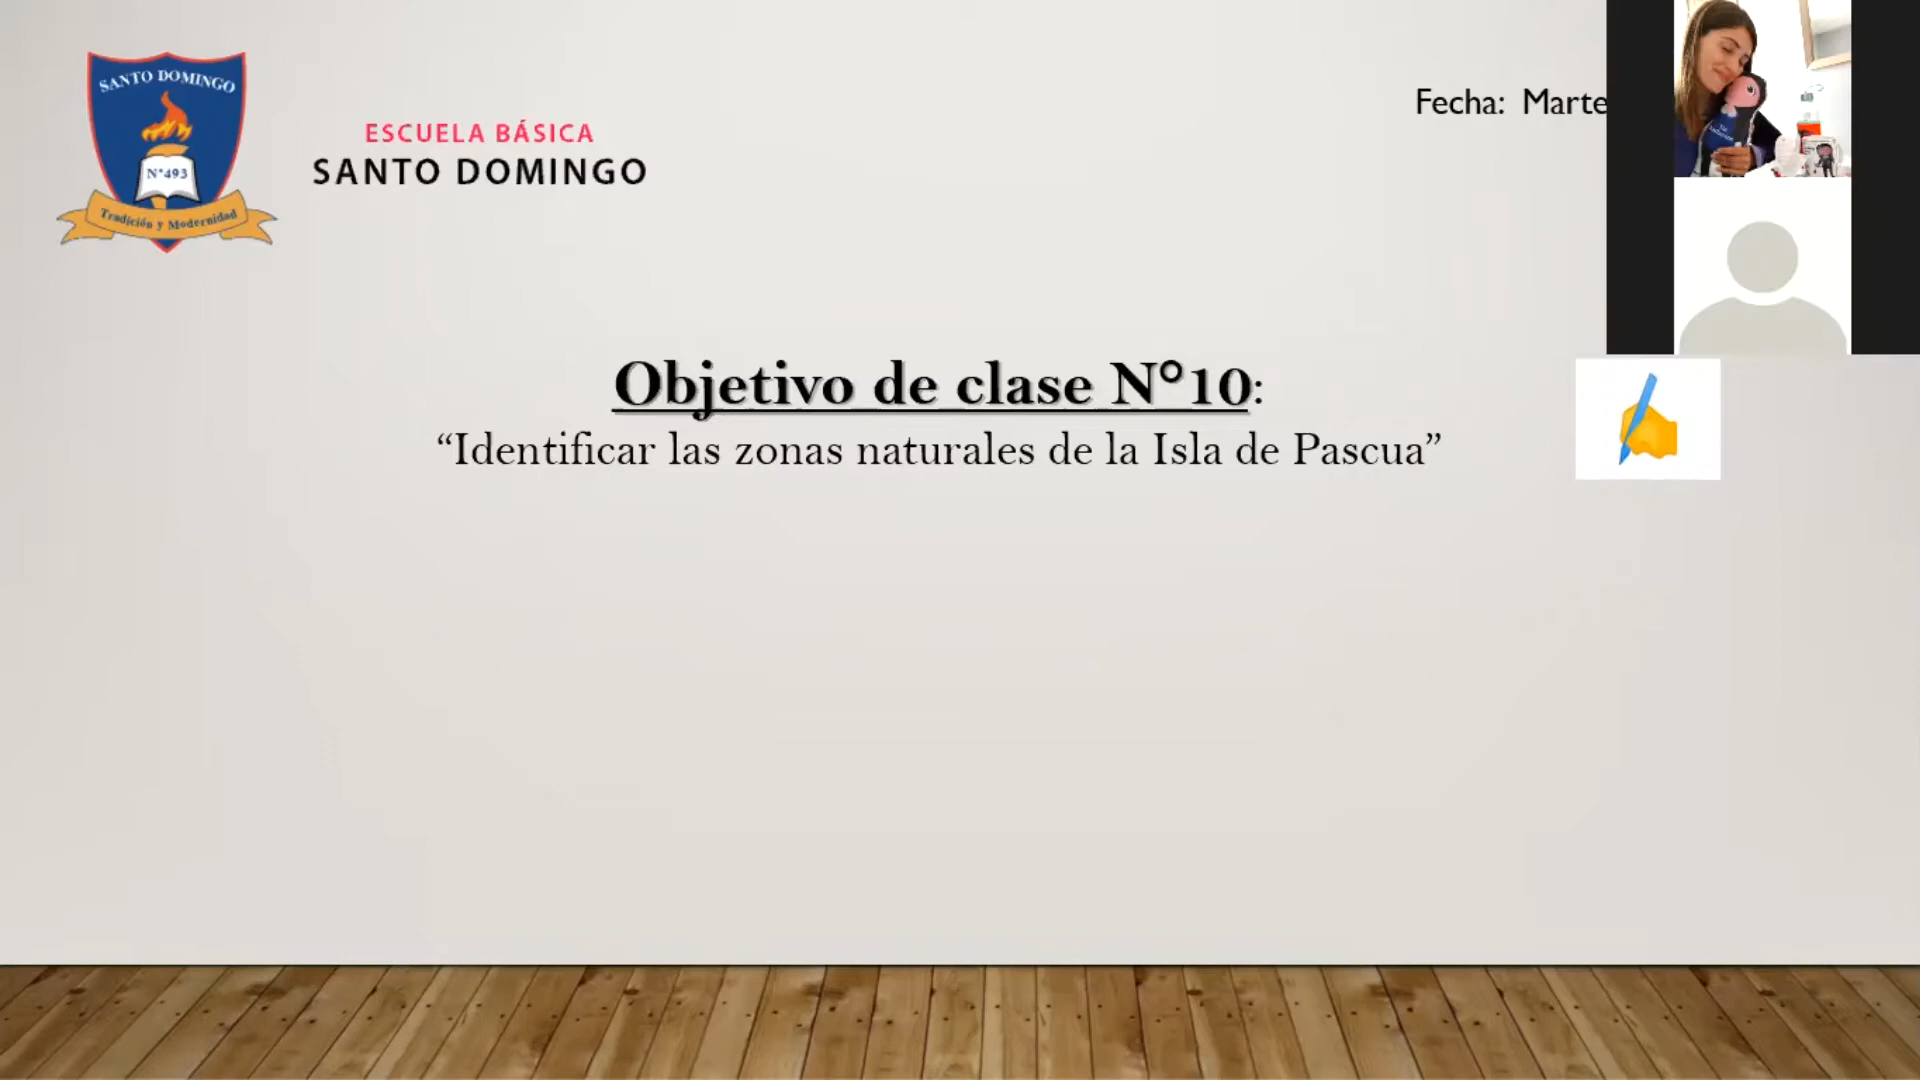 SANTO DOMINGO
N°493
Tradición y Modernidad
ESCUELA BÁSICA
SANTO DOMINGO
Fecha: Marte
Objetivo de clase N°10:
“Identificar las zonas naturales de la Isla de Pascua”